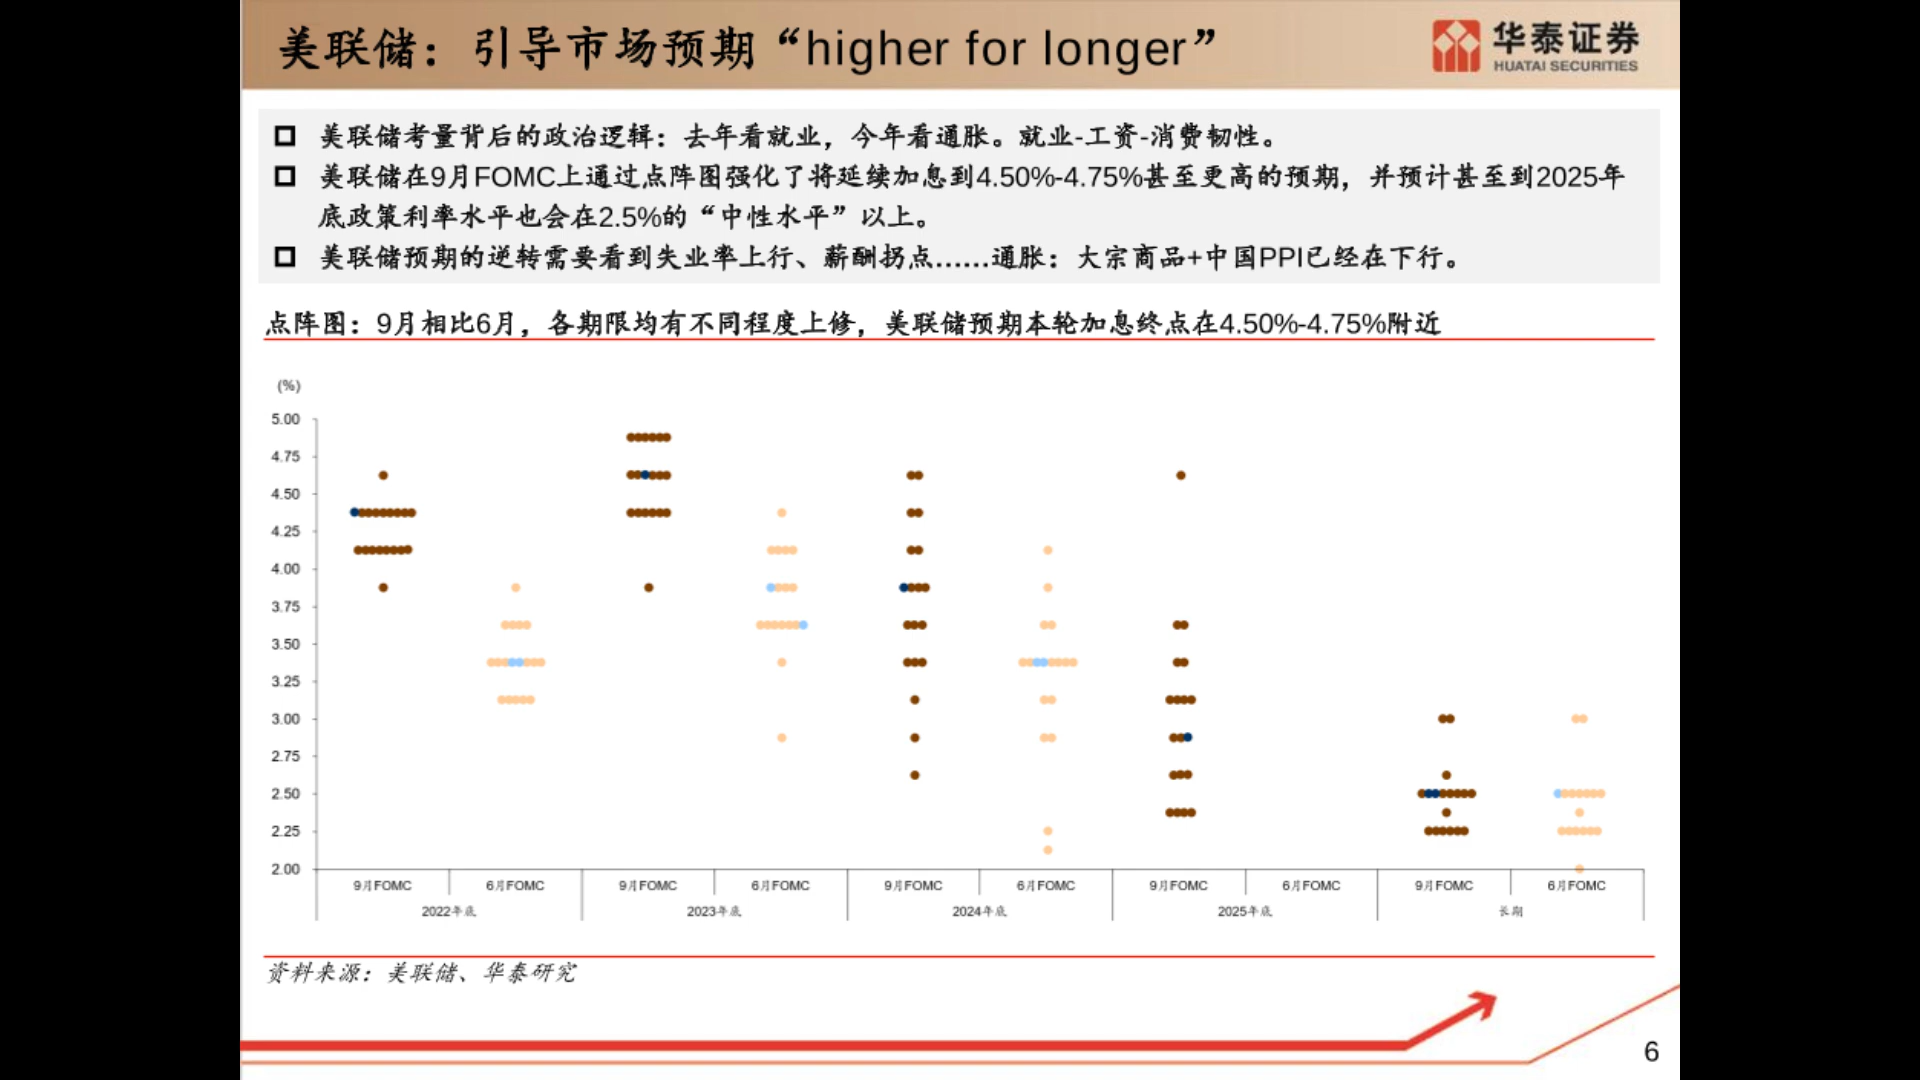 美联储：引导市场预期“higher for longer”
华泰证券
HUATAI SECURITIES
美联储考量背后的政治逻辑：去年看就业，今年看通胀。就业-工资-消费韧性。
美联储在9月FOMC上通过点阵图强化了将延续加息到4.50%-4.75%甚至更高的预期，并预计甚至到2025年
底政策利率水平也会在2.5%的“中性水平”以上。
美联储预期的逆转需要看到失业率上行、薪酬拐点……通胀：大宗商品+中国PPI已经在下行。
点阵图：9月相比6月，各期限均有不同程度上修，美联储预期本轮加息终点在4.50%-4.75%附近
(%)
5.00
4.75
4.50
4.25
4.00
3.75
3.50
3.25
3.00
2.75
2.50
2.25
2.00
9月FOMC 6月FOMC 9月FOMC 6月FOMC 9月FOMC 6月FOMC 9月FOMC 6月FOMC 9月FOMC 6月FOMC
2022年底 2023年底 2024年底 2025年底 长期
资料来源：美联储、华泰研究
6